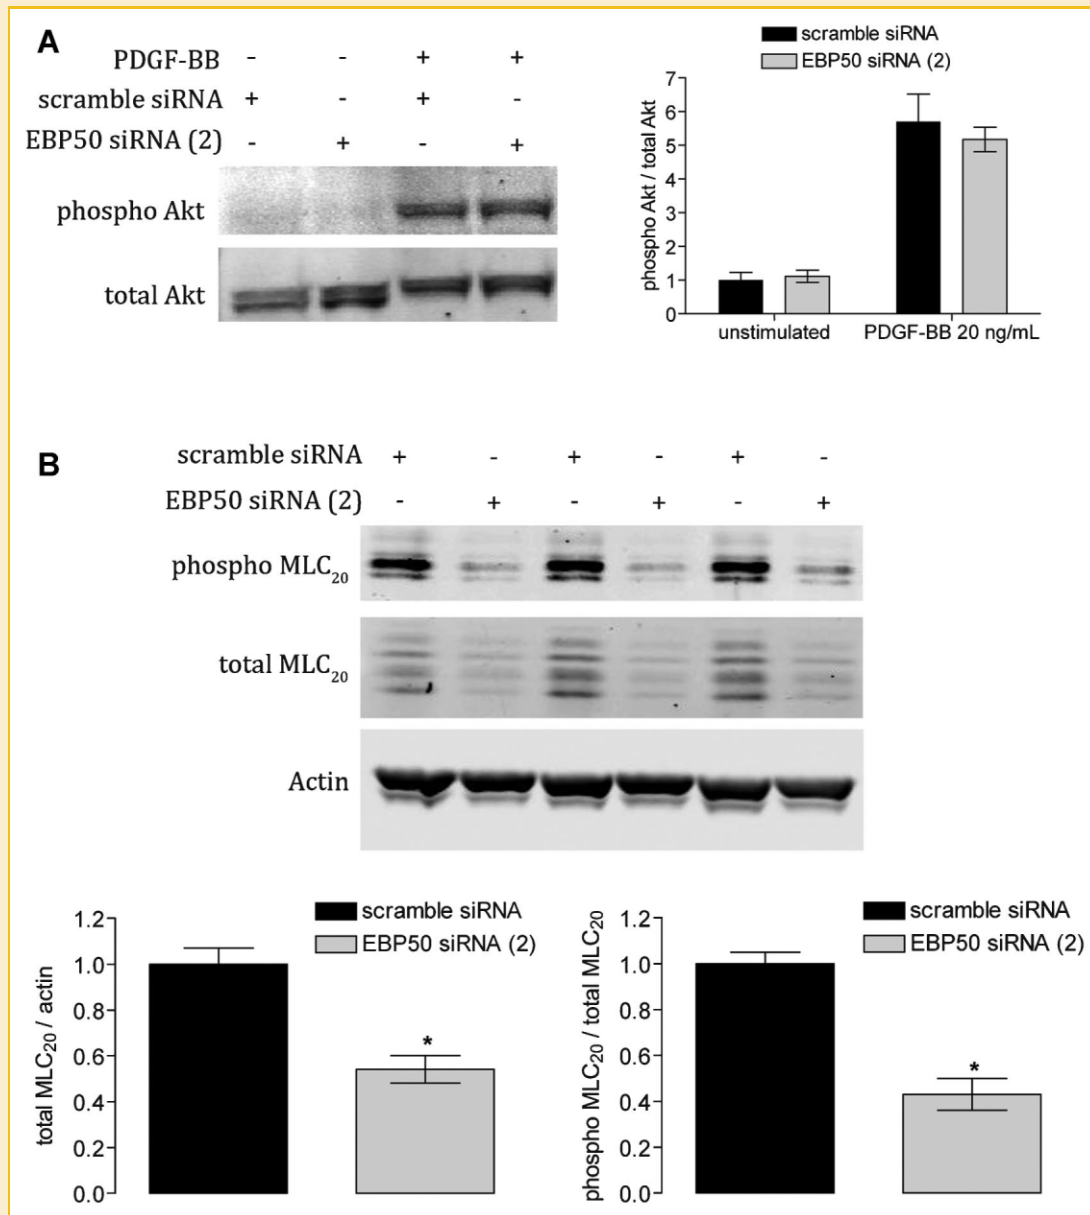 A
PDGF-BB - - + +
scramble siRNA + - + -
EBP50 siRNA (2) - + - +
phospho Akt
total Akt
scramble siRNA
EBP50 siRNA (2)
phospho Akt / total Akt
7
6
5
4
3
2
1
0
unstimulated PDGF-BB 20 ng/mL
B
scramble siRNA + - + - + -
EBP50 siRNA (2) - + - + - +
phospho MLC20
total MLC20
Actin
scramble siRNA
EBP50 siRNA (2)
total MLC20 / actin
1.2
1.0
0.8
0.6
0.4
0.2
0.0
*
scramble siRNA
EBP50 siRNA (2)
phospho MLC20 / total MLC20
1.2
1.0
0.8
0.6
0.4
0.2
0.0
*